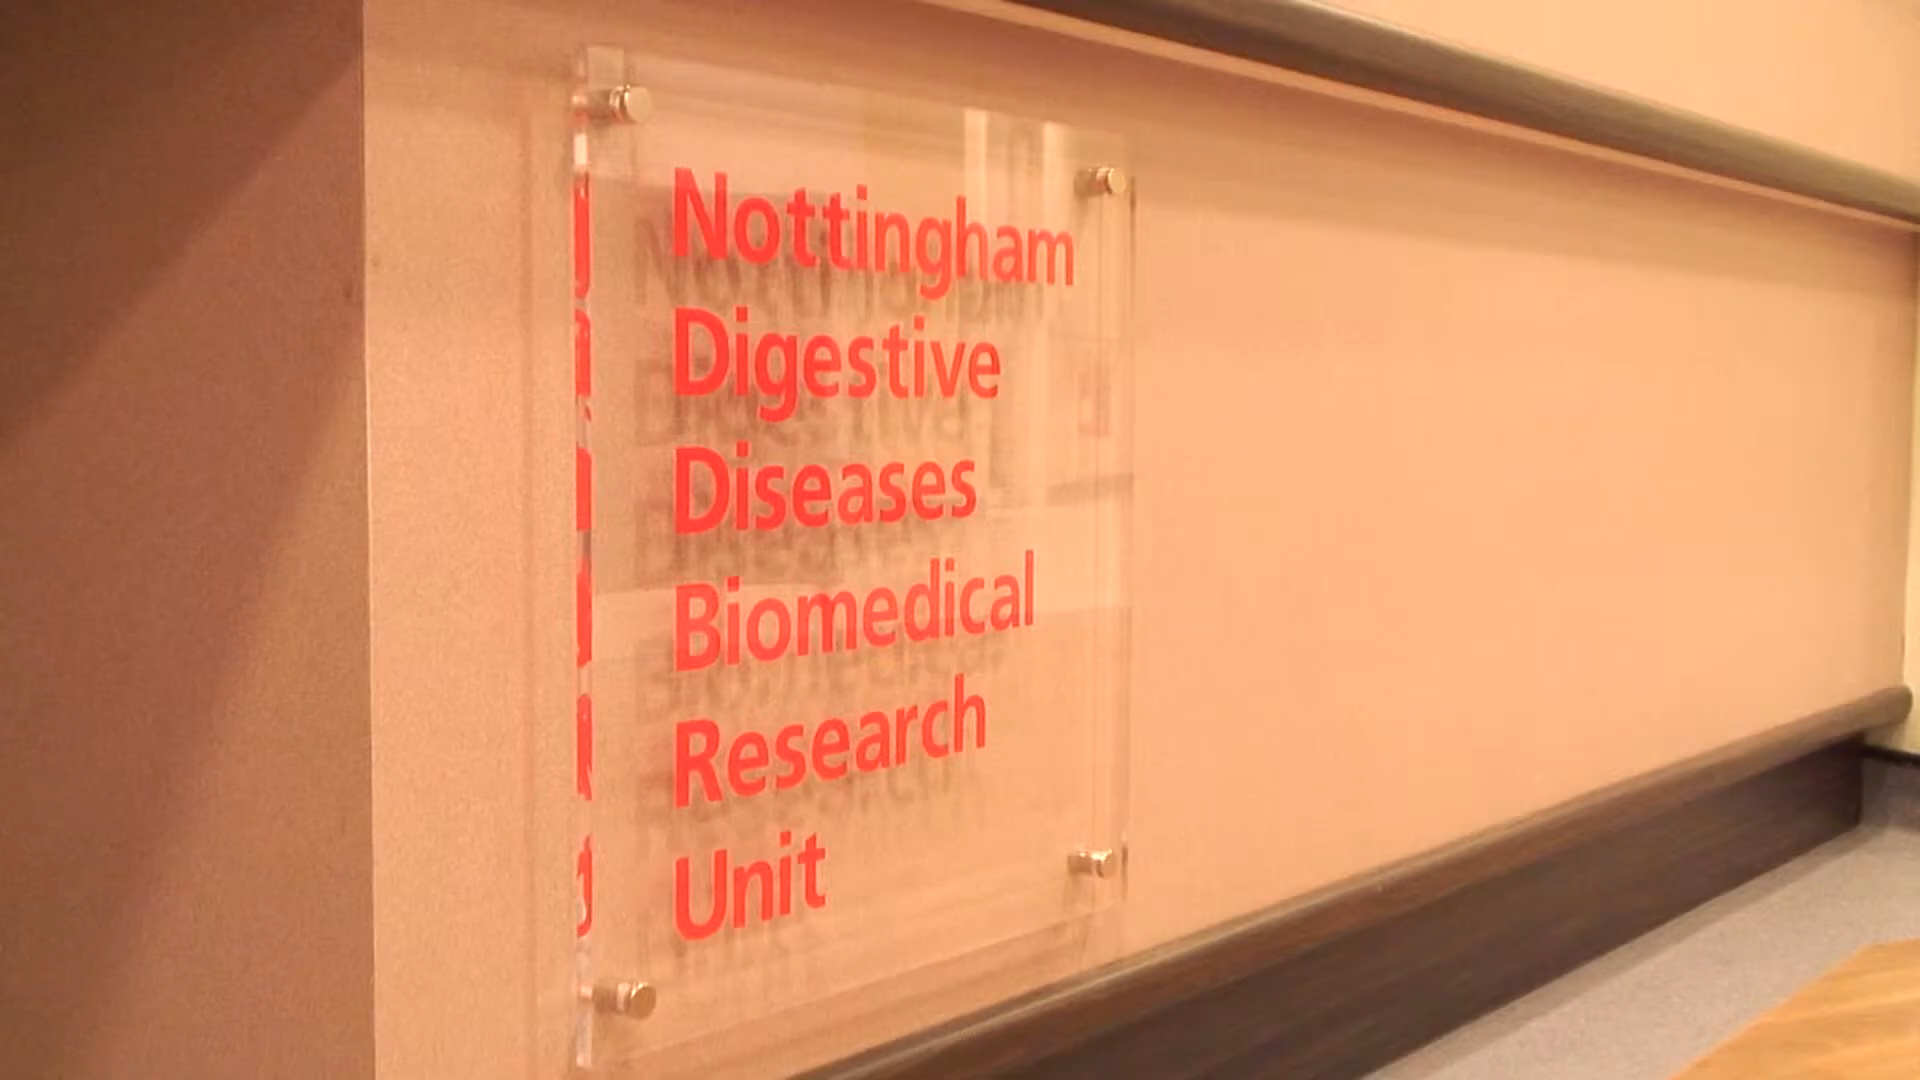 Nottingham
Digestive
Diseases
Biomedical
Research
Unit